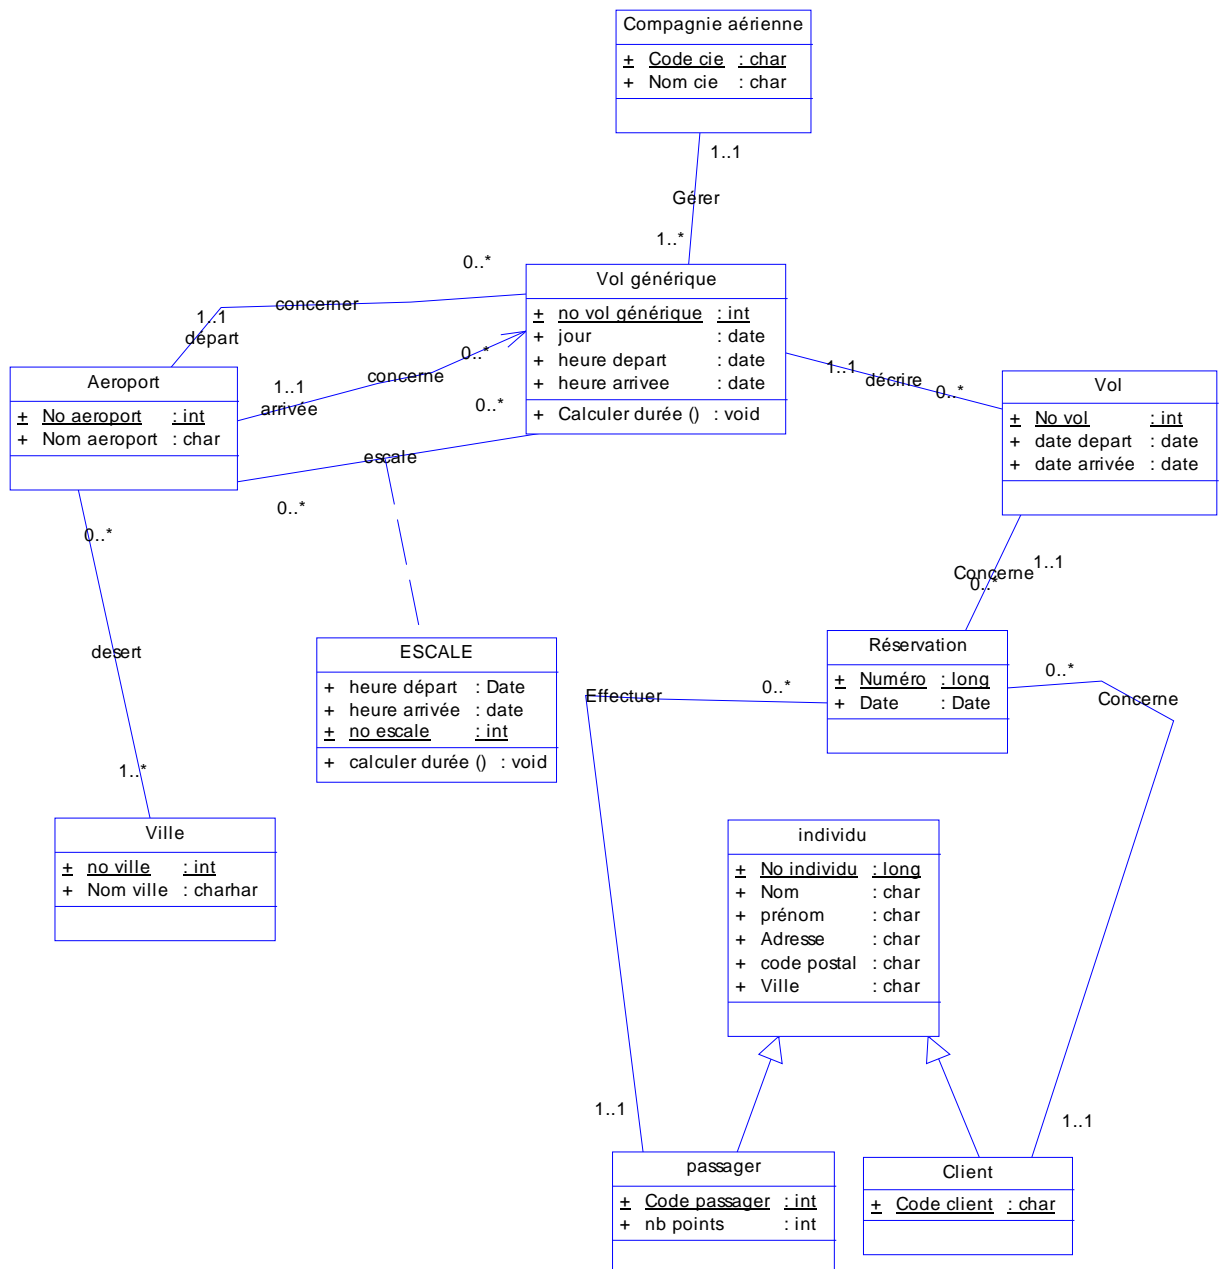 Compagnie aérienne
+ Code cie : char
+ Nom cie : char
1..1
Gérer
1..*
0..*
Vol générique
+ no vol générique : int
+ jour : date
+ heure depart : date
+ heure arrivee : date
+ Calculer durée () : void
concerner
1..1
départ
0..*
concerne
1..1
arrivée
0..*
escale
0..*
Aeroport
+ No aeroport : int
+ Nom aeroport : char
1..1
décrire
0..*
Vol
+ No vol : int
+ date depart : date
+ date arrivée : date
0..*
desert
1..*
1..1
Concerne
0..*
ESCALE
+ heure départ : Date
+ heure arrivée : date
+ no escale : int
+ calculer durée () : void
Réservation
+ Numéro : long
+ Date : Date
Effectuer
0..*
0..*
Concerne
Ville
+ no ville : int
+ Nom ville : charhar
individu
+ No individu : long
+ Nom : char
+ prénom : char
+ Adresse : char
+ code postal : char
+ Ville : char
1..1
1..1
passager
+ Code passager : int
+ nb points : int
Client
+ Code client : char